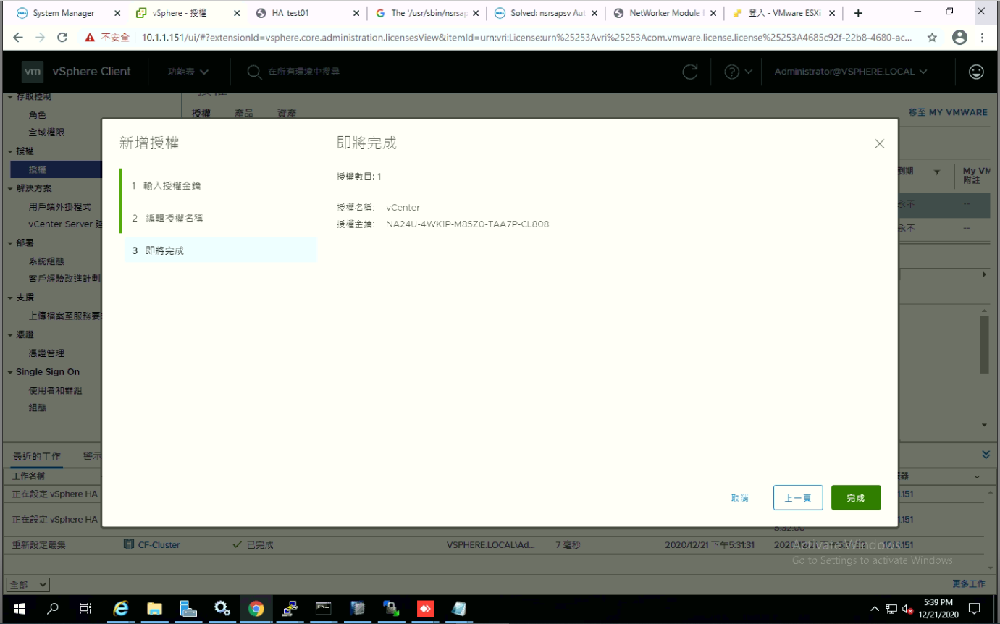 System Manager
vSphere - 授權
HA_test01
The '/usr/sbin/nsrsap
Solved: nsrsapsv Aut
NetWorker Module
登入 - VMware ESXi
不安全
10.1.1.151/ui/#?extensionId=vsphere.core.administration.licensesView&itemId=urn:vri:License:urn%25253Avri%25253Acom.vmware.license.license%25253A4685c92f-22b8-4680-ac...
vm vSphere Client
功能表
在所有環境中搜尋
Administrator@VSPHERE.LOCAL
存取控制
角色
全域權限
授權
授權
解決方案
用戶端外掛程式
vCenter Server
部署
系統組態
客戶經驗改進計劃
支援
上傳檔案至服務要
憑證
憑證管理
Single Sign On
使用者和群組
組態
授權
產品
資產
移至 MY VMWARE
到期
My VM
附註
永不
--
永不
--
新增授權
1 輸入授權金鑰
2 編輯授權名稱
3 即將完成
即將完成
授權數目: 1
授權名稱: vCenter
授權金鑰: NA24U-4WK1P-M85Z0-TAA7P-CL808
取消
上一頁
完成
最近的工作
警示
工作名稱
正在設定 vSphere HA
1.151
正在設定 vSphere HA
1.151
5:32:00
重新設定叢集
CF-Cluster
已完成
VSPHERE.LOCAL\Ad...
7 毫秒
2020/12/21 下午5:31:31
Activate Windows
Go to Settings to activate Windows.
全部
更多工作
5:39 PM
12/21/2020